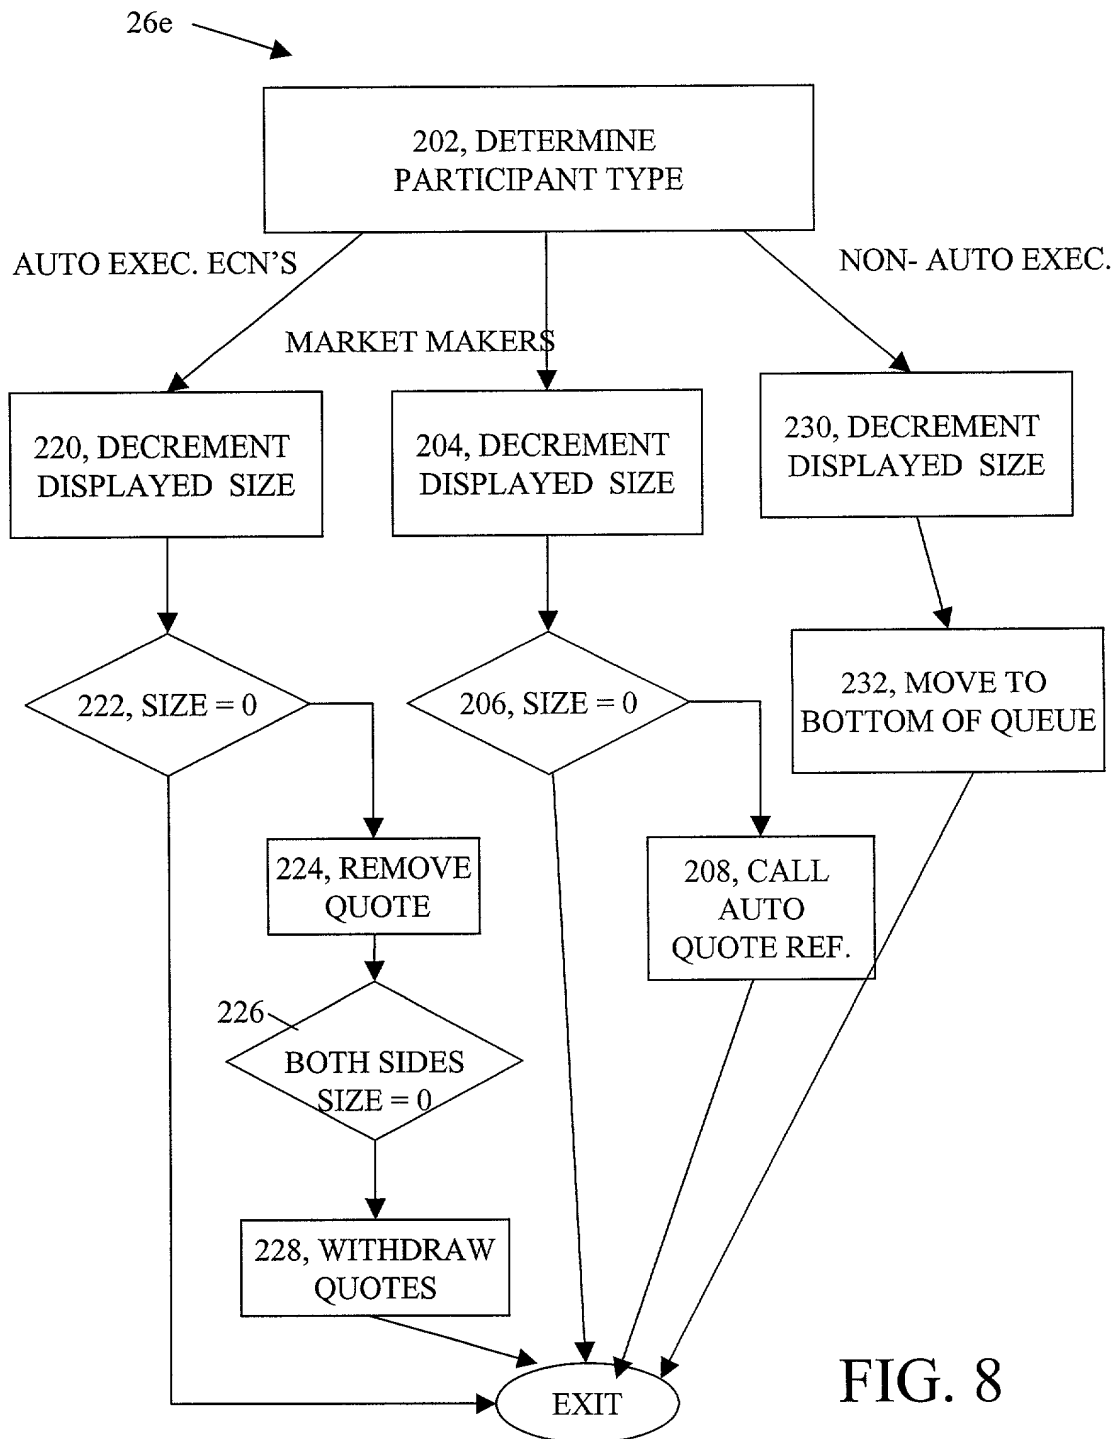 26e
202, DETERMINE
PARTICIPANT TYPE
AUTO EXEC. ECN'S
NON- AUTO EXEC.
MARKET MAKERS
220, DECREMENT
DISPLAYED SIZE
204, DECREMENT
DISPLAYED SIZE
230, DECREMENT
DISPLAYED SIZE
222, SIZE = 0
206, SIZE = 0
232, MOVE TO
BOTTOM OF QUEUE
224, REMOVE
QUOTE
208, CALL
AUTO
QUOTE REF.
226
BOTH SIDES
SIZE = 0
228, WITHDRAW
QUOTES
EXIT
FIG. 8